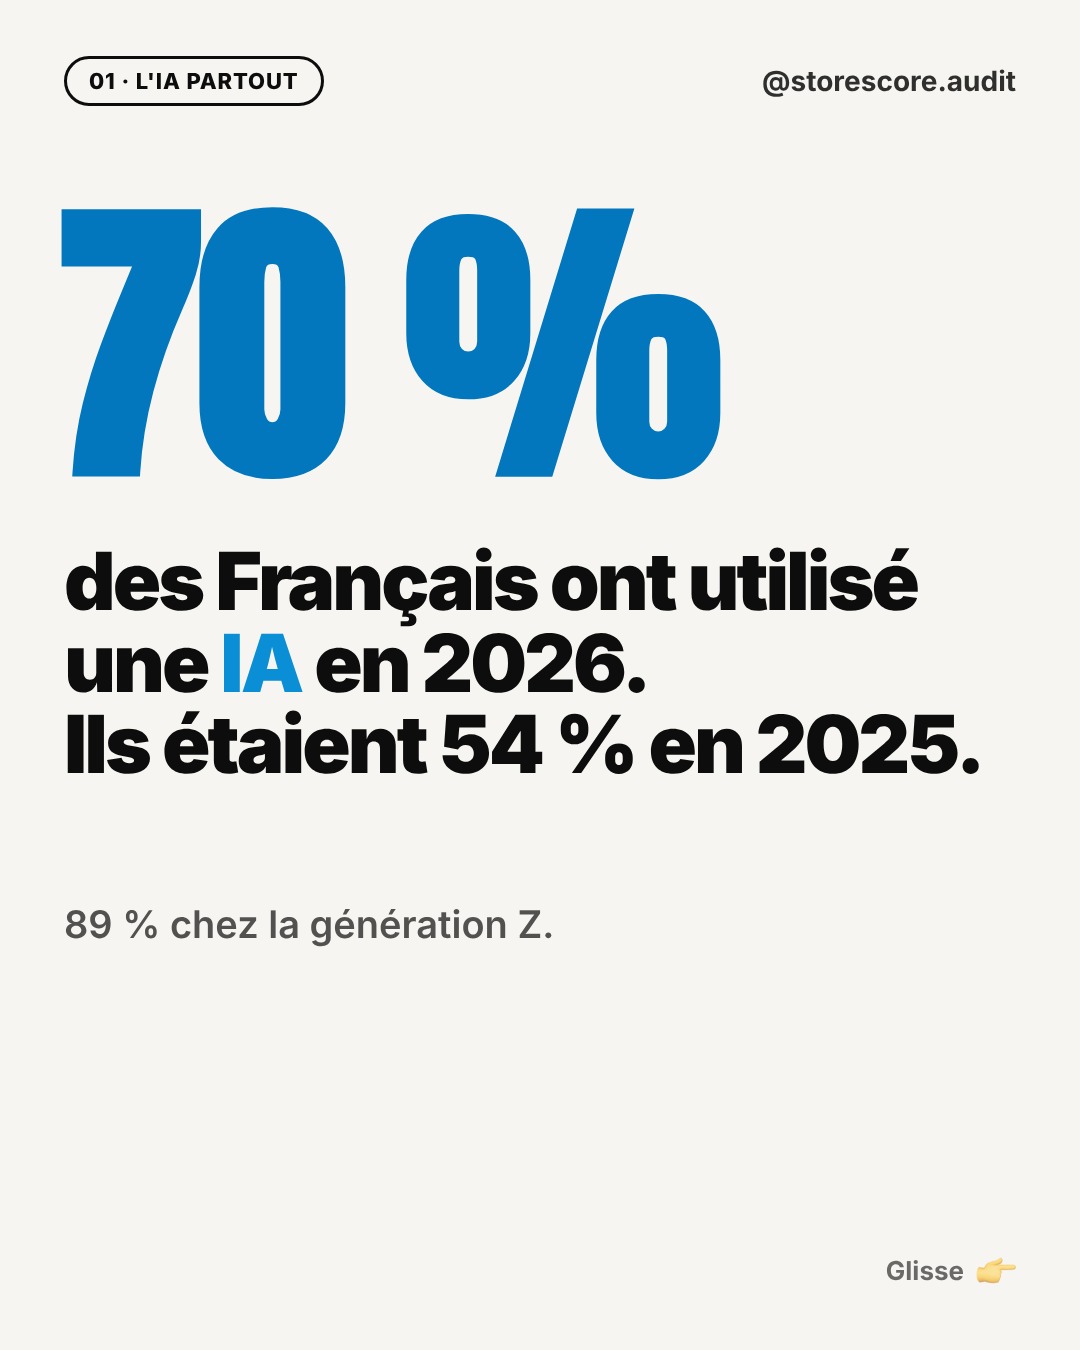 01 · L'IA PARTOUT
@storescore.audit
70 %
des Français ont utilisé
une IA en 2026.
Ils étaient 54 % en 2025.
89 % chez la génération Z.
Glisse 👉